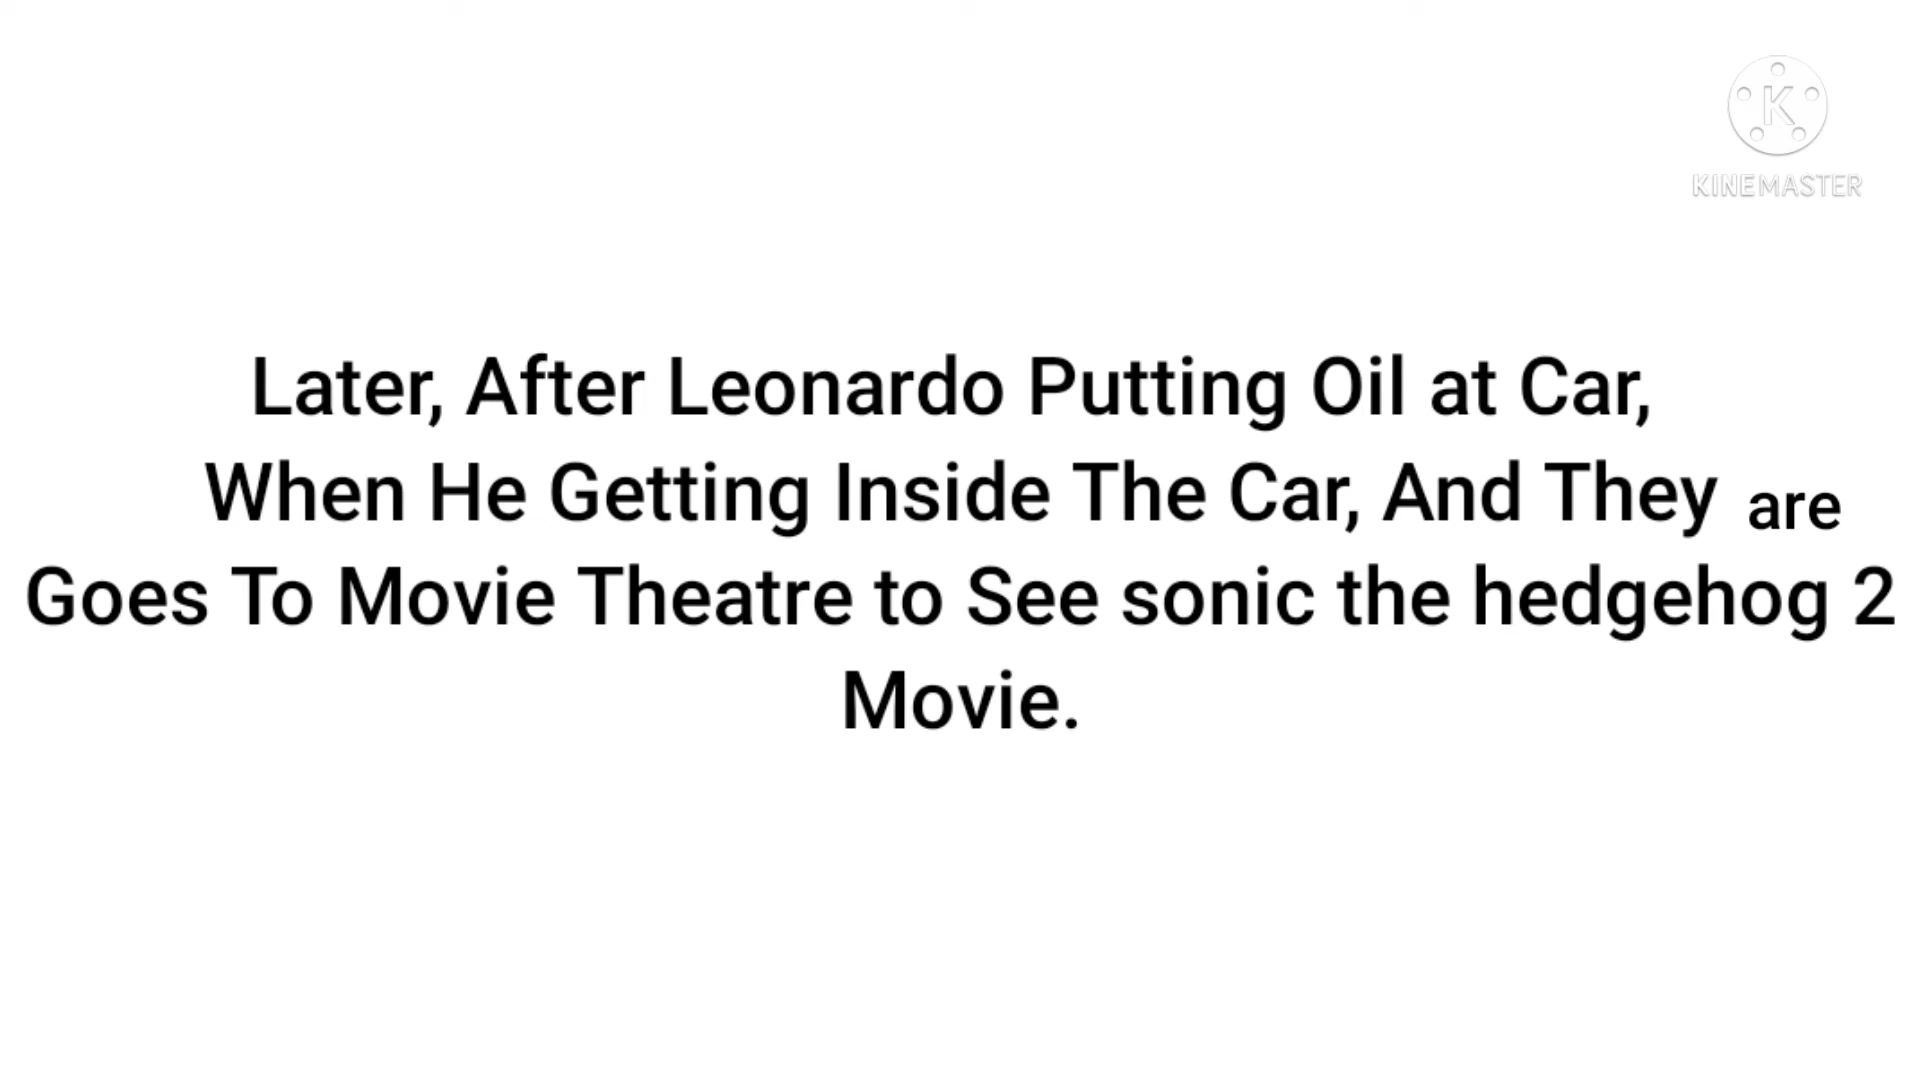 K
KINEMASTER
Later, After Leonardo Putting Oil at Car,
When He Getting Inside The Car, And They are
Goes To Movie Theatre to See sonic the hedgehog 2
Movie.